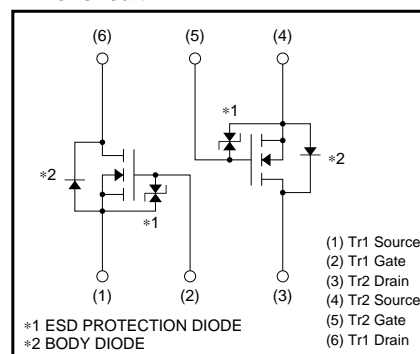 (6) (5) (4)
*1
*2
*2
*1
(1) (2) (3)
(1) Tr1 Source
(2) Tr1 Gate
(3) Tr2 Drain
(4) Tr2 Source
(5) Tr2 Gate
(6) Tr1 Drain
*1 ESD PROTECTION DIODE
*2 BODY DIODE